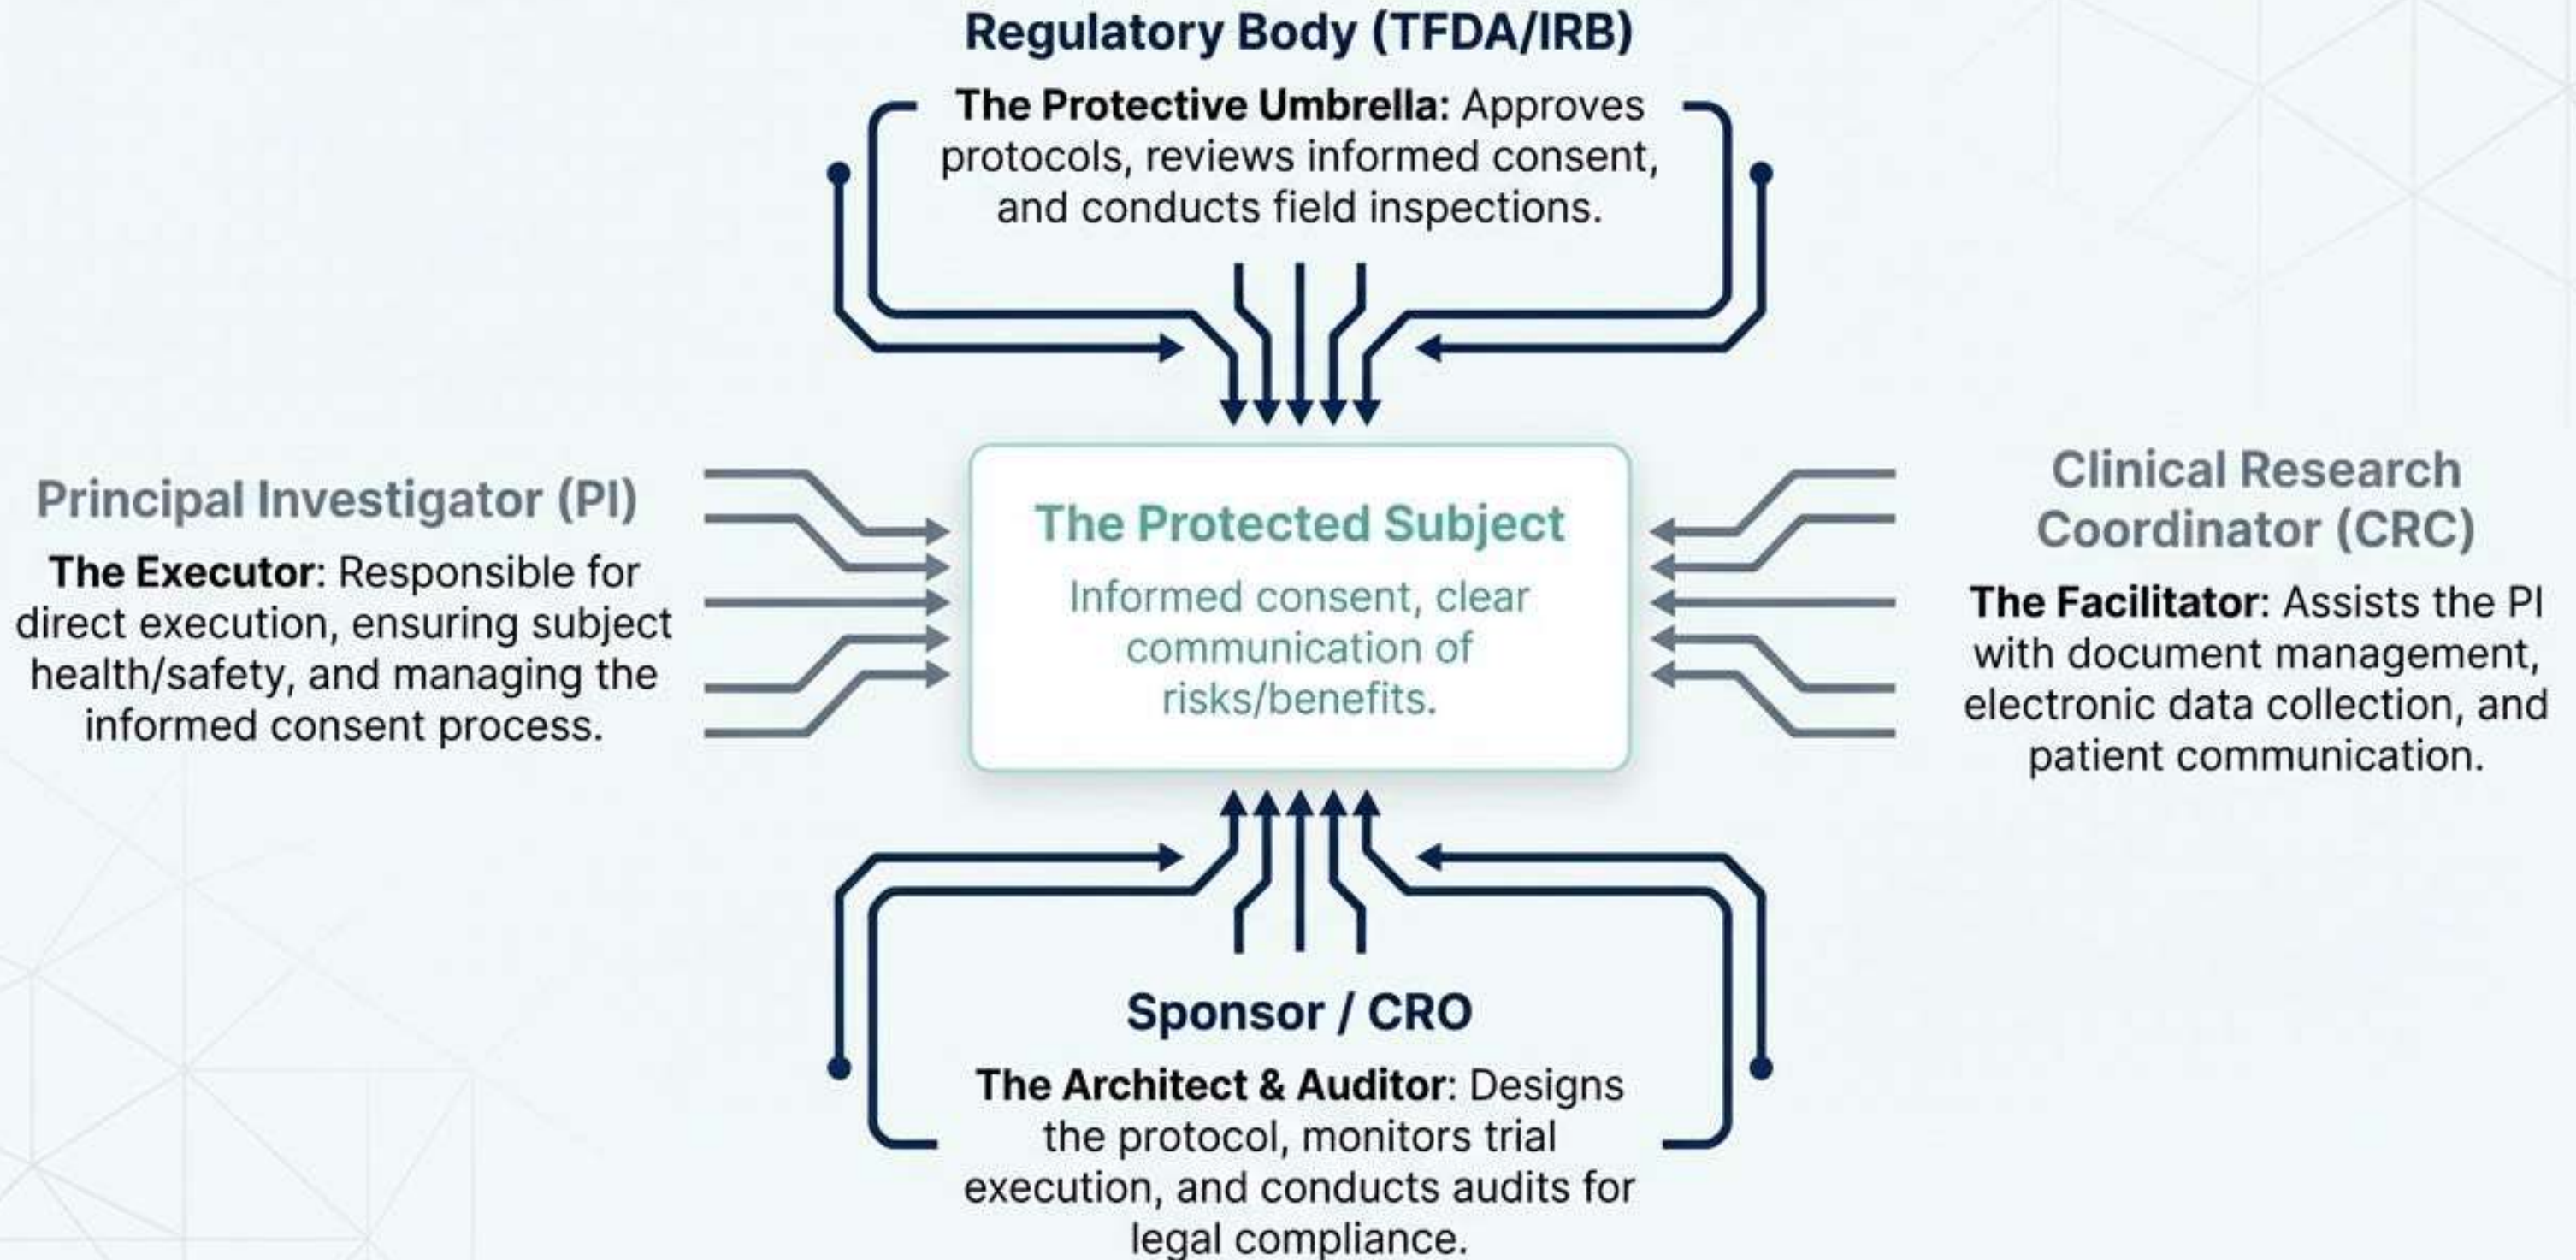 Regulatory Body (TFDA/IRB)
The Protective Umbrella: Approves
protocols, reviews informed consent,
and conducts field inspections.
Principal Investigator (PI)
The Executor: Responsible for
direct execution, ensuring subject
health/safety, and managing the
informed consent process.
The Protected Subject
Informed consent, clear
communication of
risks/benefits.
Clinical Research
Coordinator (CRC)
The Facilitator: Assists the PI
with document management,
electronic data collection, and
patient communication.
Sponsor / CRO
The Architect & Auditor: Designs
the protocol, monitors trial
execution, and conducts audits for
legal compliance.